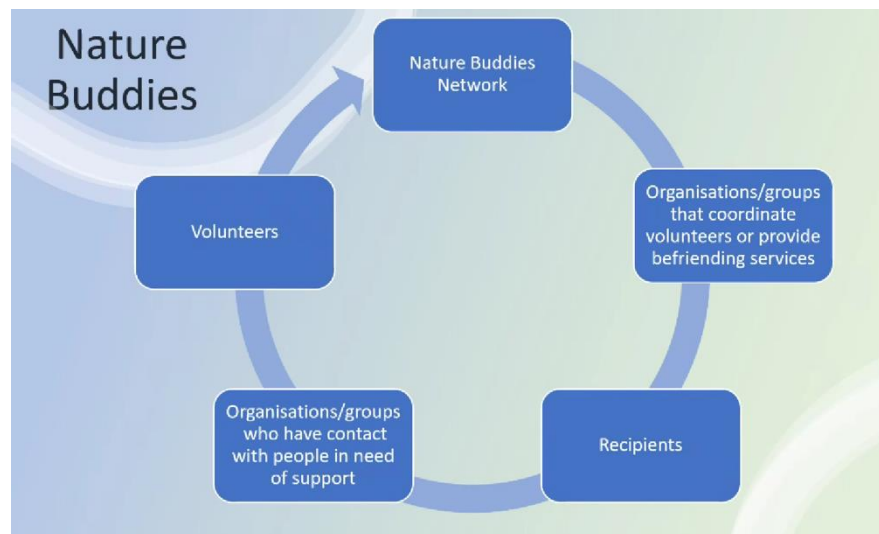 Nature
Buddies
Nature Buddies
Network
Organisations/groups
that coordinate
volunteers or provide
befriending services
Recipients
Organisations/groups
who have contact
with people in need
of support
Volunteers